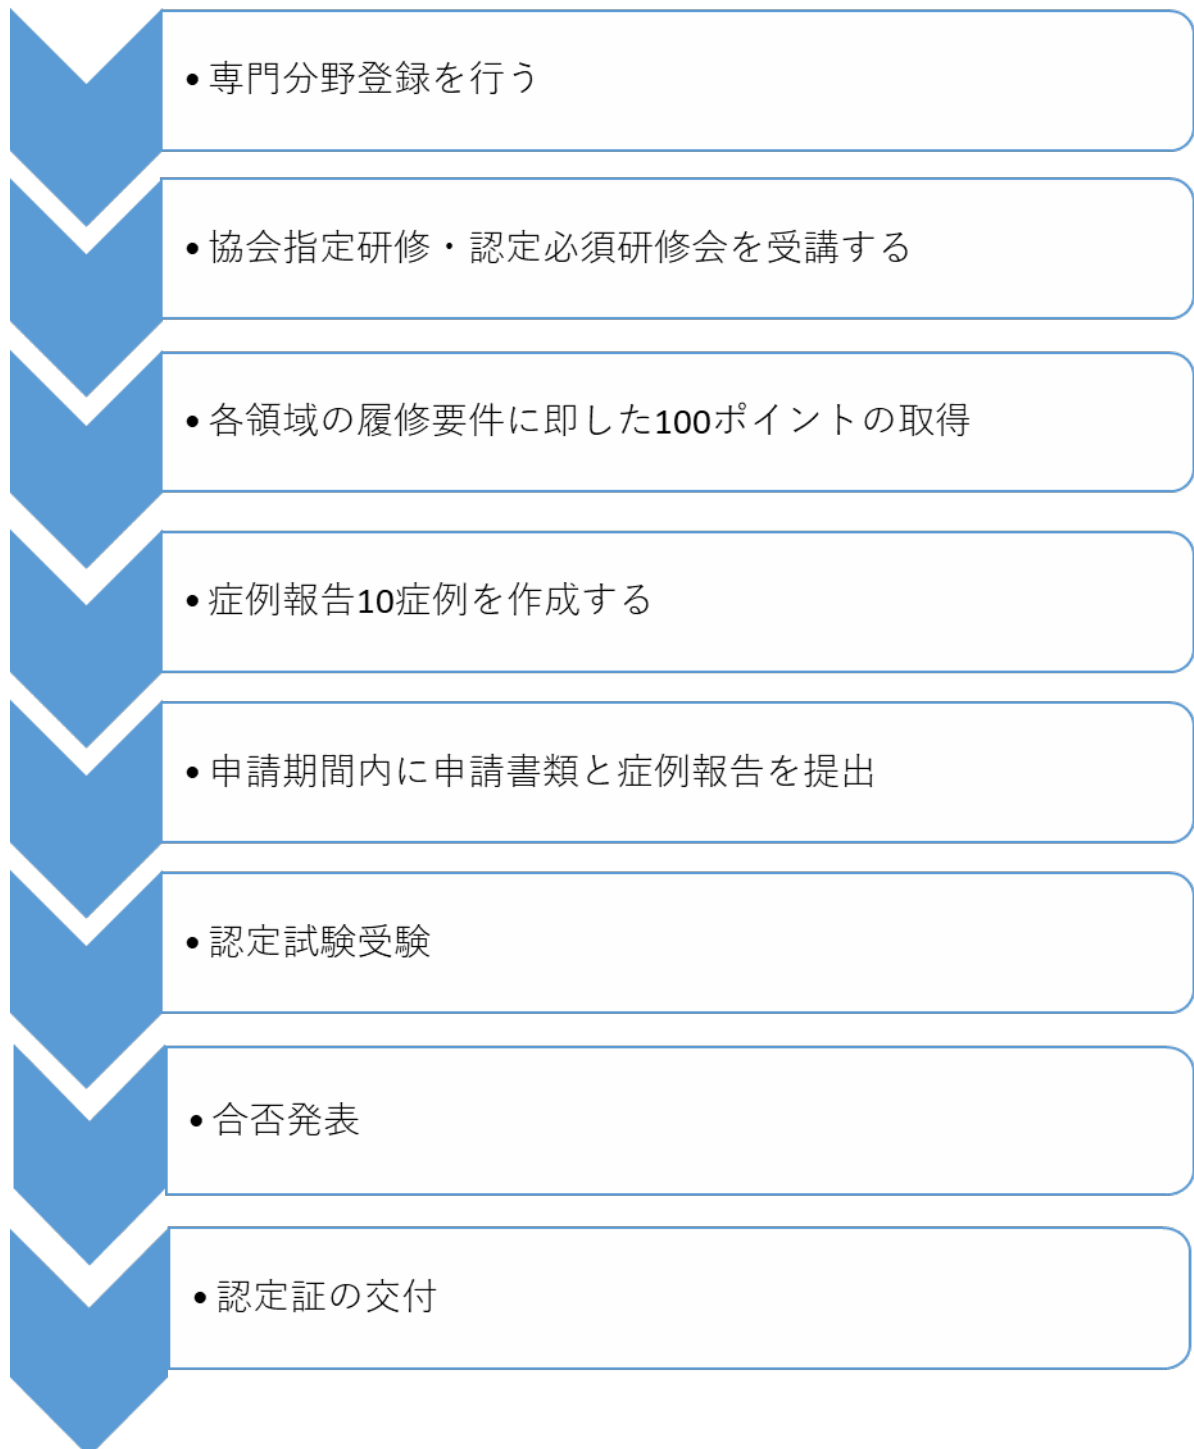 • 専門分野登録を行う
• 協会指定研修・認定必須研修会を受講する
• 各領域の履修要件に即した100ポイントの取得
• 症例報告10症例を作成する
• 申請期間内に申請書類と症例報告を提出
• 認定試験受験
• 合否発表
• 認定証の交付